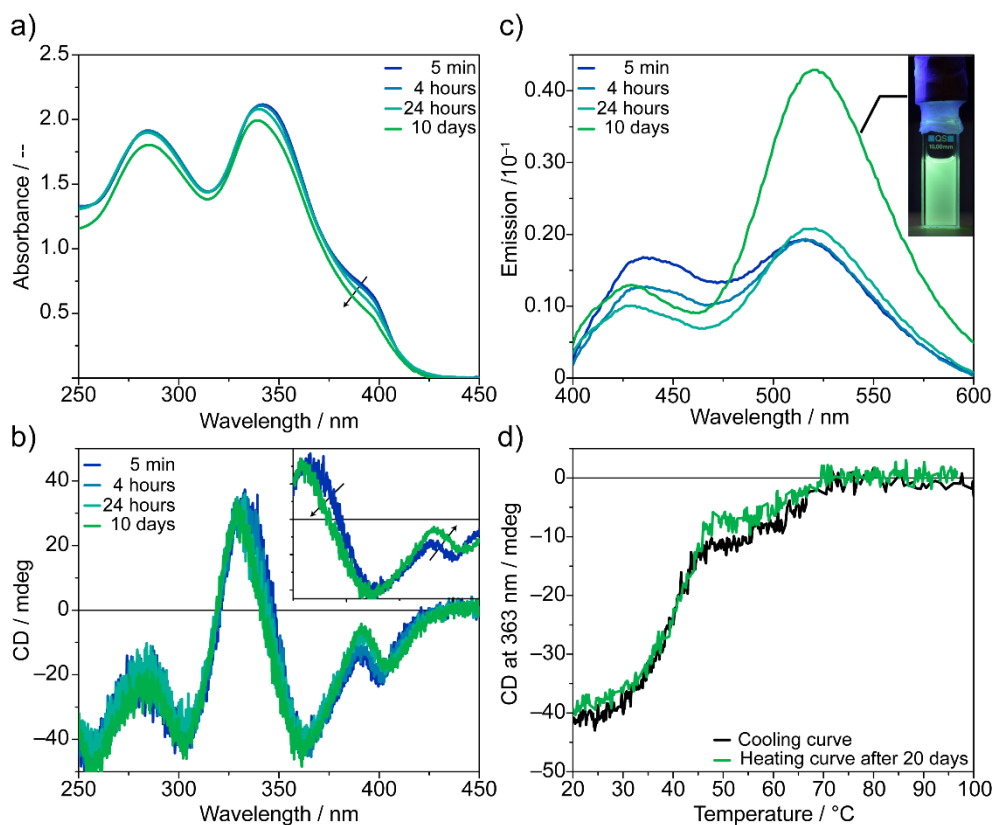 a)
2.5
2.0
1.5
1.0
0.5
Absorbance / --
5 min
4 hours
24 hours
10 days
250
300
350
400
450
Wavelength / nm
c)
0.40
0.30
0.20
0.10
0
Emission /10⁻¹
5 min
4 hours
24 hours
10 days
QS
10.00mm
400
450
500
550
600
Wavelength / nm
b)
40
20
0
−20
−40
CD / mdeg
5 min
4 hours
24 hours
10 days
250
300
350
400
450
Wavelength / nm
d)
0
−10
−20
−30
−40
−50
CD at 363 nm / mdeg
Cooling curve
Heating curve after 20 days
20
30
40
50
60
70
80
90
100
Temperature / °C